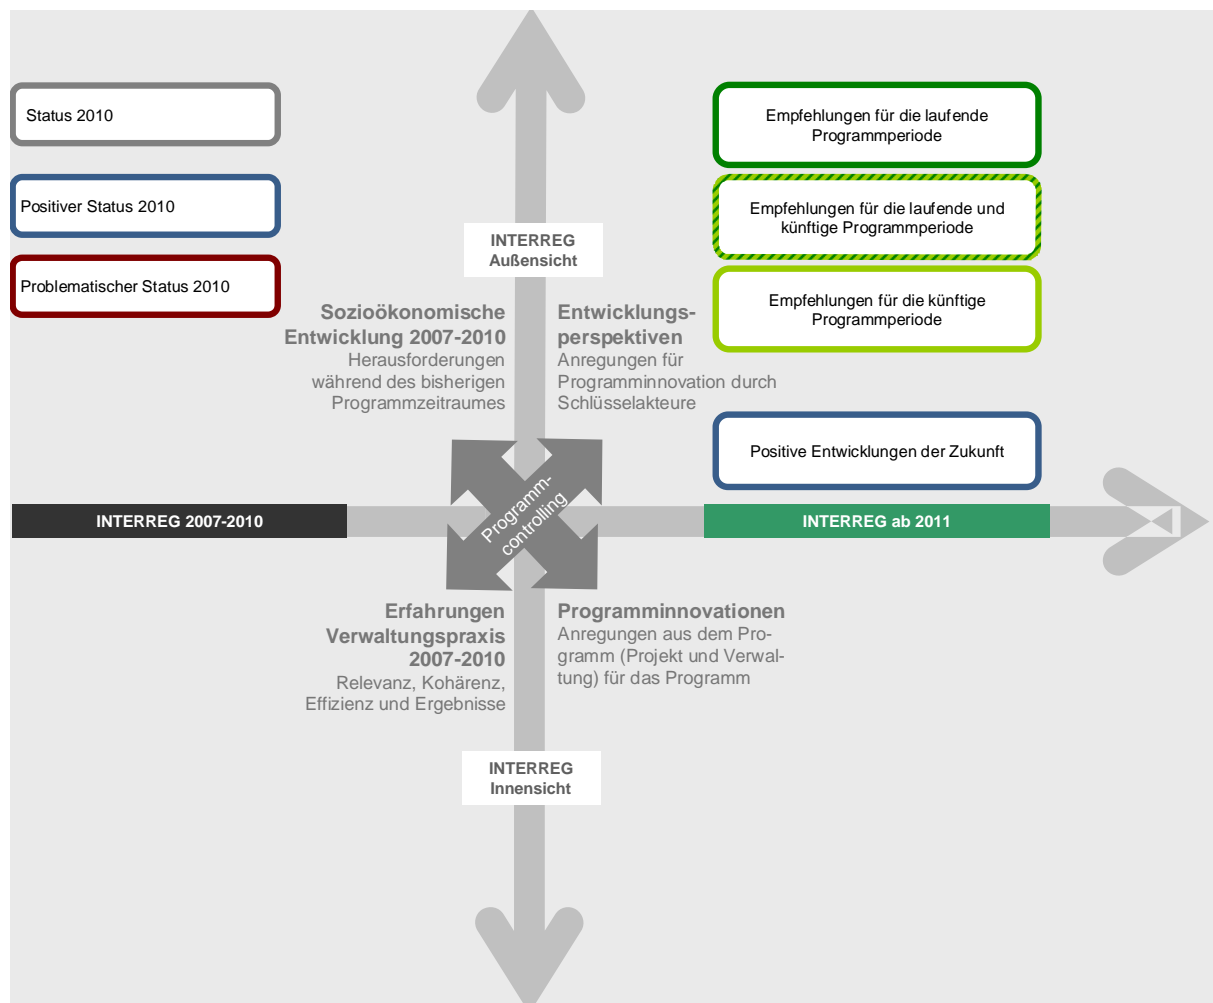 Status 2010
Positiver Status 2010
Problematischer Status 2010
Empfehlungen für die laufende
Programmperiode
Empfehlungen für die laufende und
künftige Programmperiode
Empfehlungen für die künftige
Programmperiode
Positive Entwicklungen der Zukunft
INTERREG
Außensicht
Sozioökonomische
Entwicklung 2007-2010
Herausforderungen
während des bisherigen
Programmzeitraumes
Entwicklungs-
perspektiven
Anregungen für
Programminnovation durch
Schlüsselakteure
INTERREG 2007-2010
Programm-
controlling
INTERREG ab 2011
Erfahrungen
Verwaltungspraxis
2007-2010
Relevanz, Kohärenz,
Effizienz und Ergebnisse
Programminnovationen
Anregungen aus dem Pro-
gramm (Projekt und Verwal-
tung) für das Programm
INTERREG
Innensicht